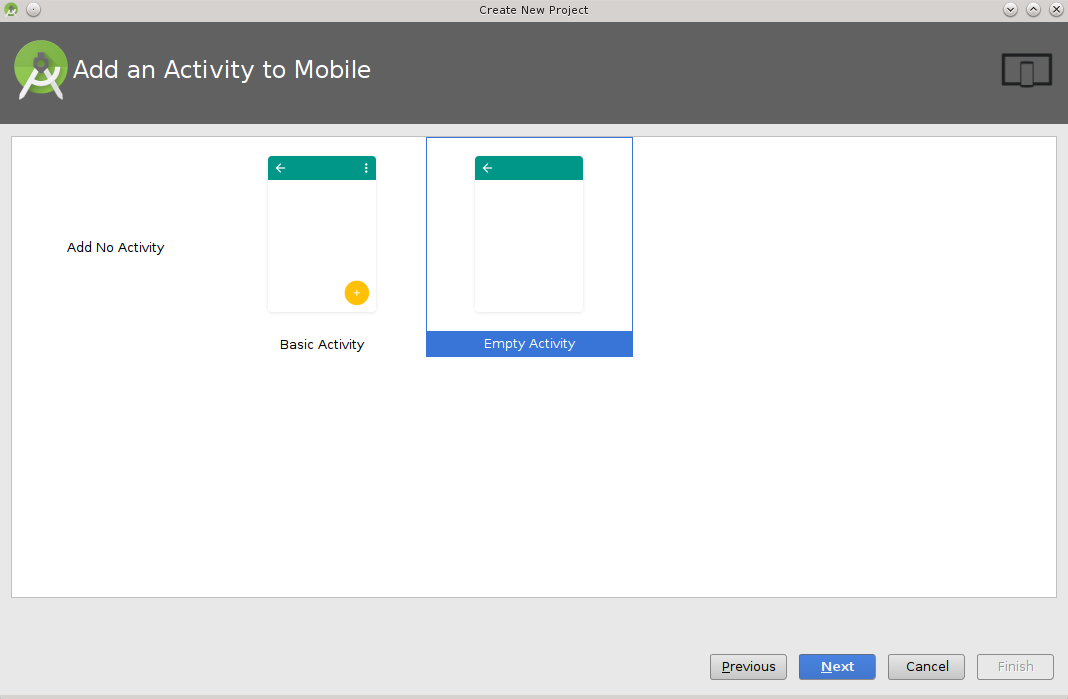 Create New Project
Add an Activity to Mobile
Add No Activity
Basic Activity
Empty Activity
Previous
Next
Cancel
Finish